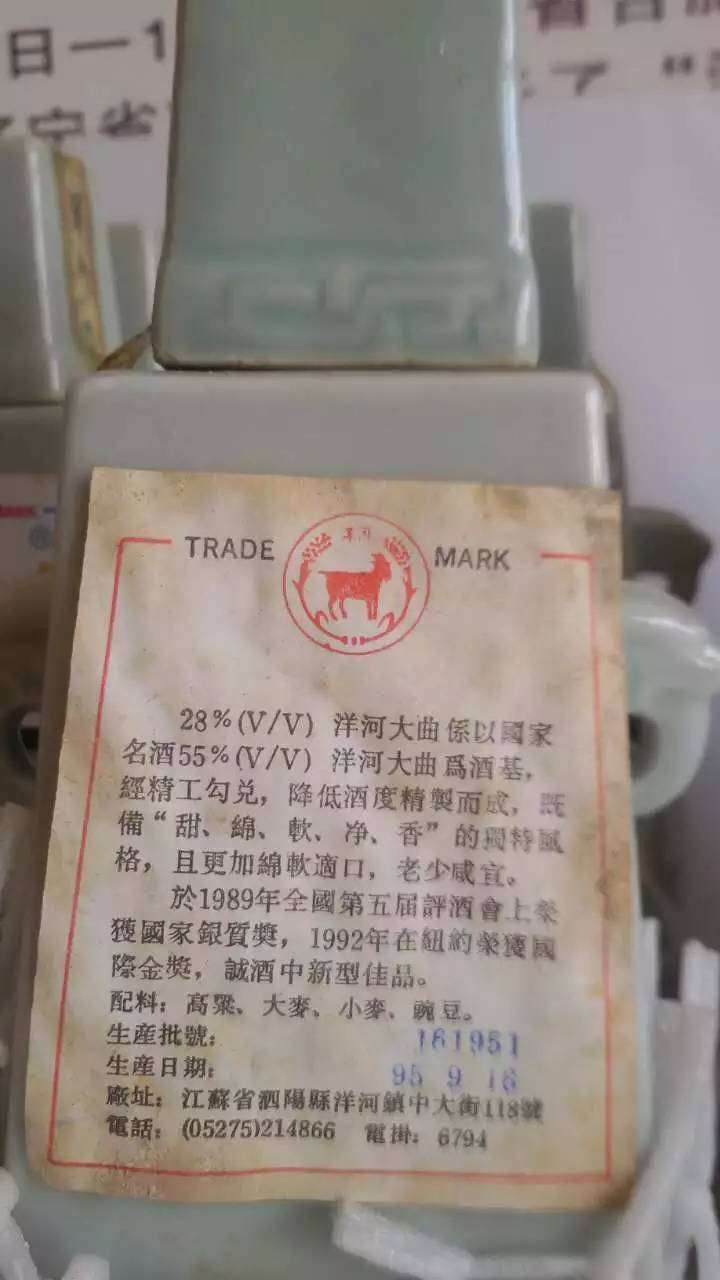 日一1
TRADE
MARK
28%(V/V) 洋河大曲係以國家
名酒55%(V/V) 洋河大曲爲酒基，
經精工勾兑，降低酒度精製而成，既
備“甜、綿、軟、净、香”的獨特風
格，且更加綿軟適口，老少咸宜。
於1989年全國第五届評酒會上榮
獲國家銀質獎，1992年在紐約榮獲國
際金獎，誠酒中新型佳品。
配料：高粱、大麥、小麥、豌豆。
生産批號： 161951
生産日期： 95 9 16
廠址：江蘇省泗陽縣洋河鎮中大街118號
電話：(05275)214866 電掛：6794